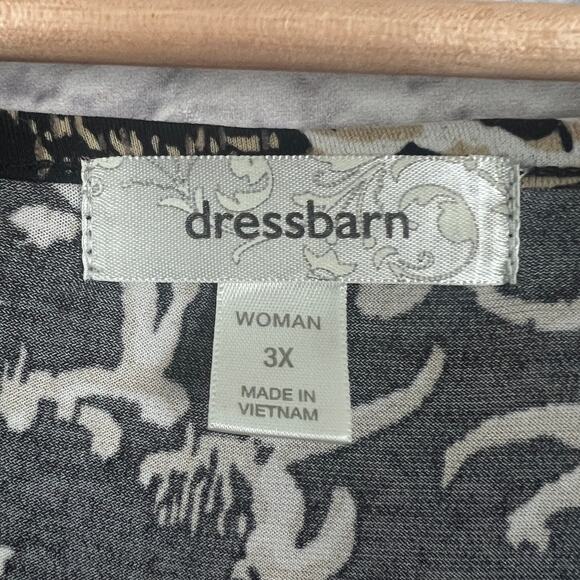 dressbarn
WOMAN
3X
MADE IN
VIETNAM